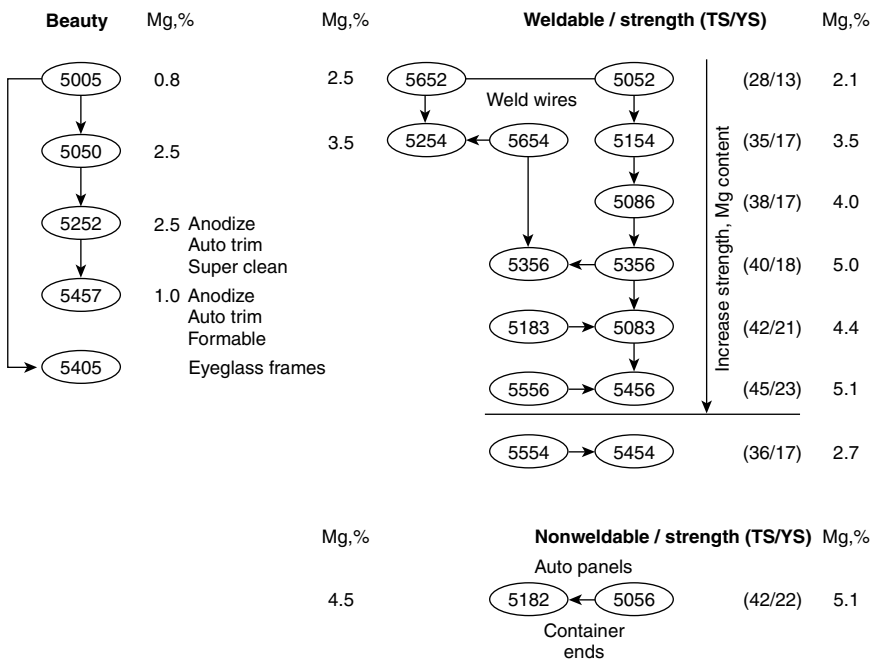 Beauty Mg,% Mg,% Weldable / strength (TS/YS) Mg,%
5005 0.8 2.5 5652 5052 (28/13) 2.1
Weld wires
5050 2.5 3.5 5254 5654 5154 (35/17) 3.5
5086 (38/17) 4.0
5252 2.5 Anodize
Auto trim
Super clean
5356 5356 (40/18) 5.0
5457 1.0 Anodize
Auto trim
Formable
5183 5083 (42/21) 4.4
5405 Eyeglass frames
5556 5456 (45/23) 5.1
Increase strength, Mg content
5554 5454 (36/17) 2.7
Mg,% Nonweldable / strength (TS/YS) Mg,%
Auto panels
4.5 5182 5056 (42/22) 5.1
Container
ends